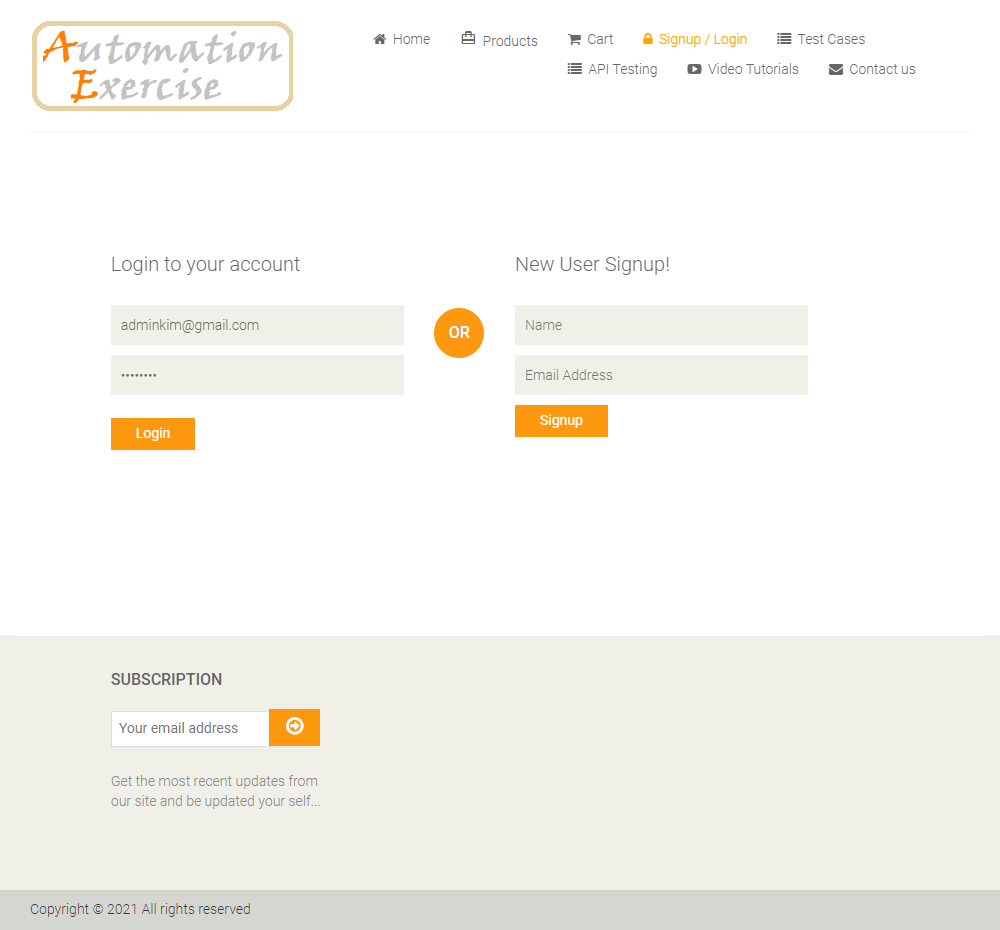 Automation
Exercise
Home
Products
Cart
Signup / Login
Test Cases
API Testing
Video Tutorials
Contact us
Login to your account
adminkim@gmail.com
••••••••
Login
OR
New User Signup!
Name
Email Address
Signup
SUBSCRIPTION
Your email address
Get the most recent updates from
our site and be updated your self...
Copyright © 2021 All rights reserved